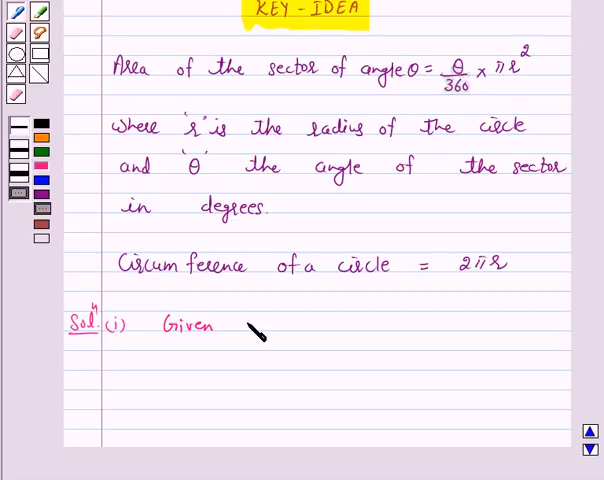 KEY - IDEA
Area of the sector of angle θ = θ/360 × πr²
where 'r' is the radius of the circle
and 'θ' the angle of the sector
in degrees.
Circumference of a circle = 2πr
Solⁿ. (i) Given